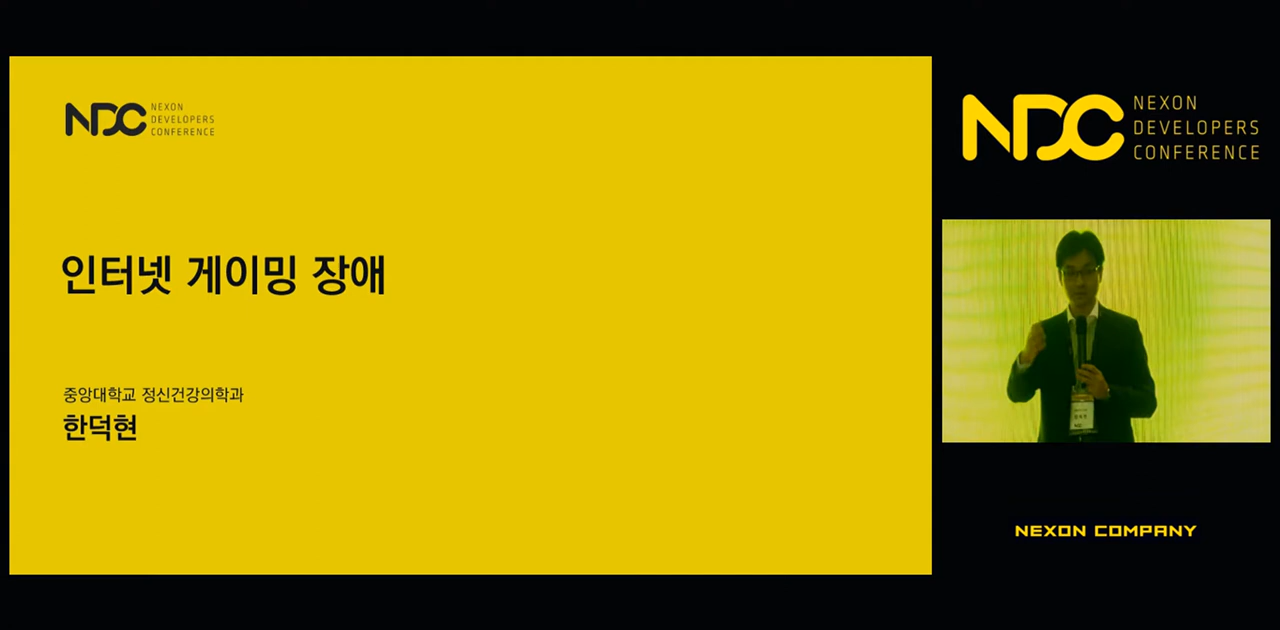 NDC NEXON
DEVELOPERS
CONFERENCE
인터넷 게이밍 장애
중앙대학교 정신건강의학과
한덕현
NDC NEXON
DEVELOPERS
CONFERENCE
NEXON COMPANY